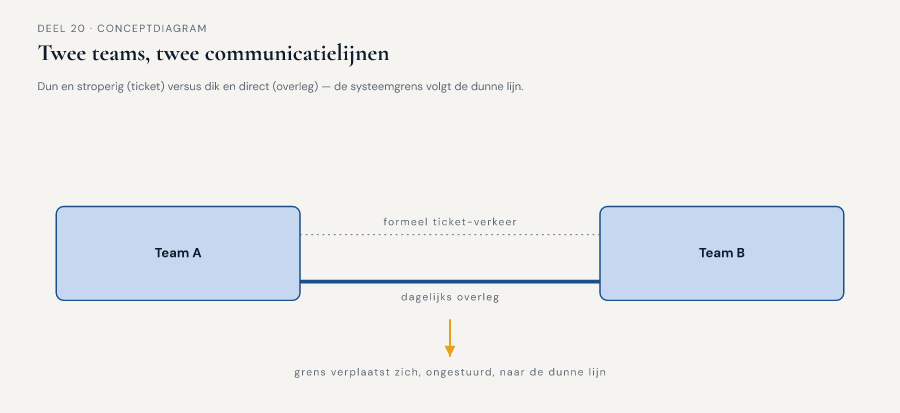 DEEL 20 · CONCEPTDIAGRAM
Twee teams, twee communicatielijnen
Dun en stroperig (ticket) versus dik en direct (overleg) — de systeemgrens volgt de dunne lijn.
formeel ticket-verkeer
Team A
Team B
dagelijks overleg
grens verplaatst zich, ongestuurd, naar de dunne lijn